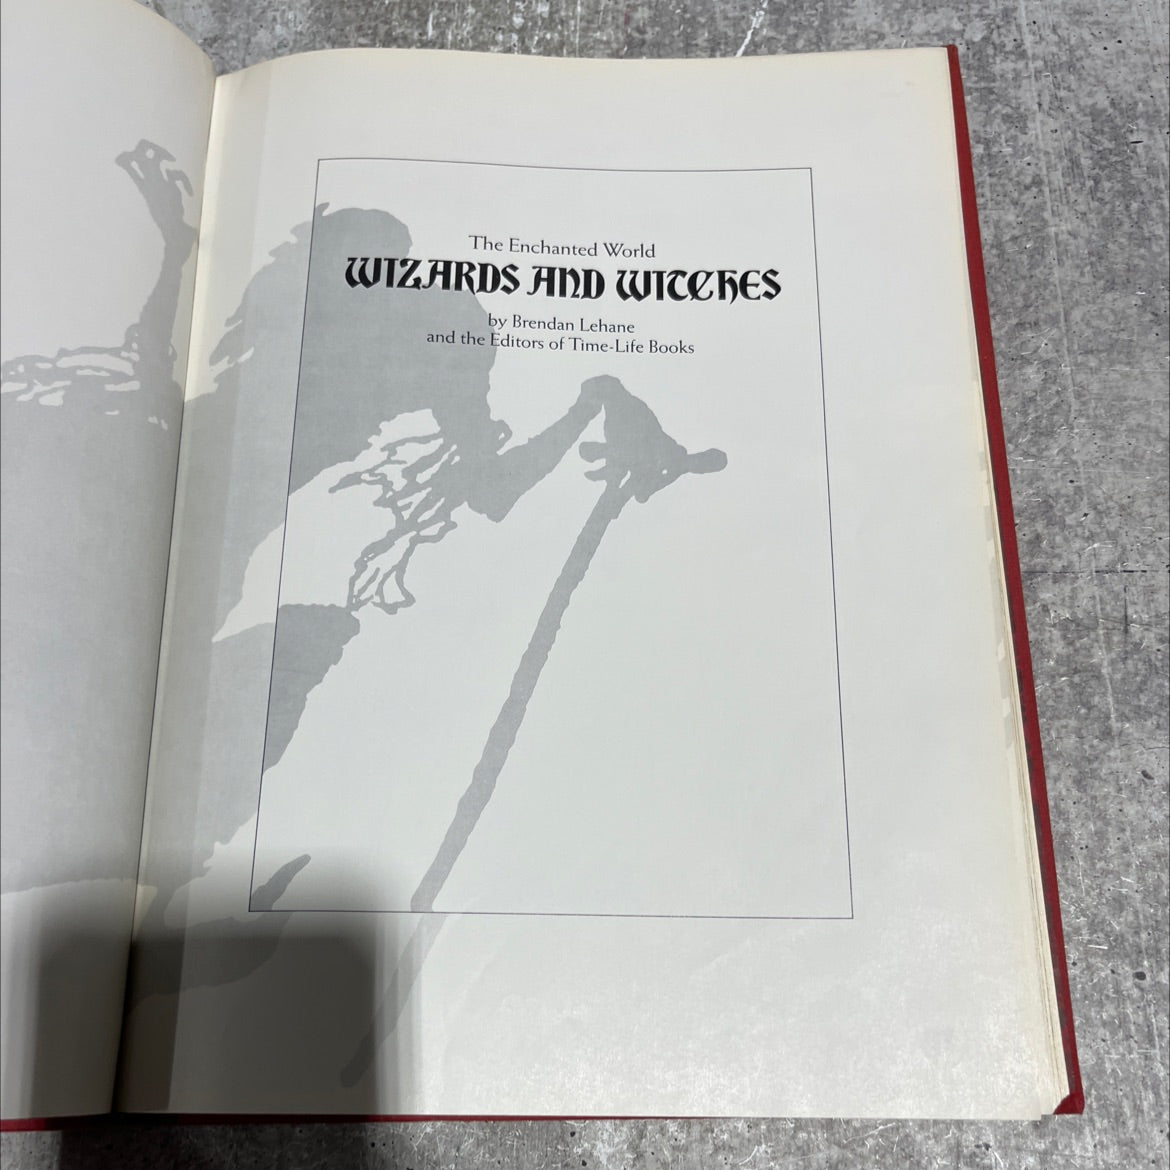 The Enchanted World
WIZARDS AND WITCHES
by Brendan Lehane
and the Editors of Time-Life Books